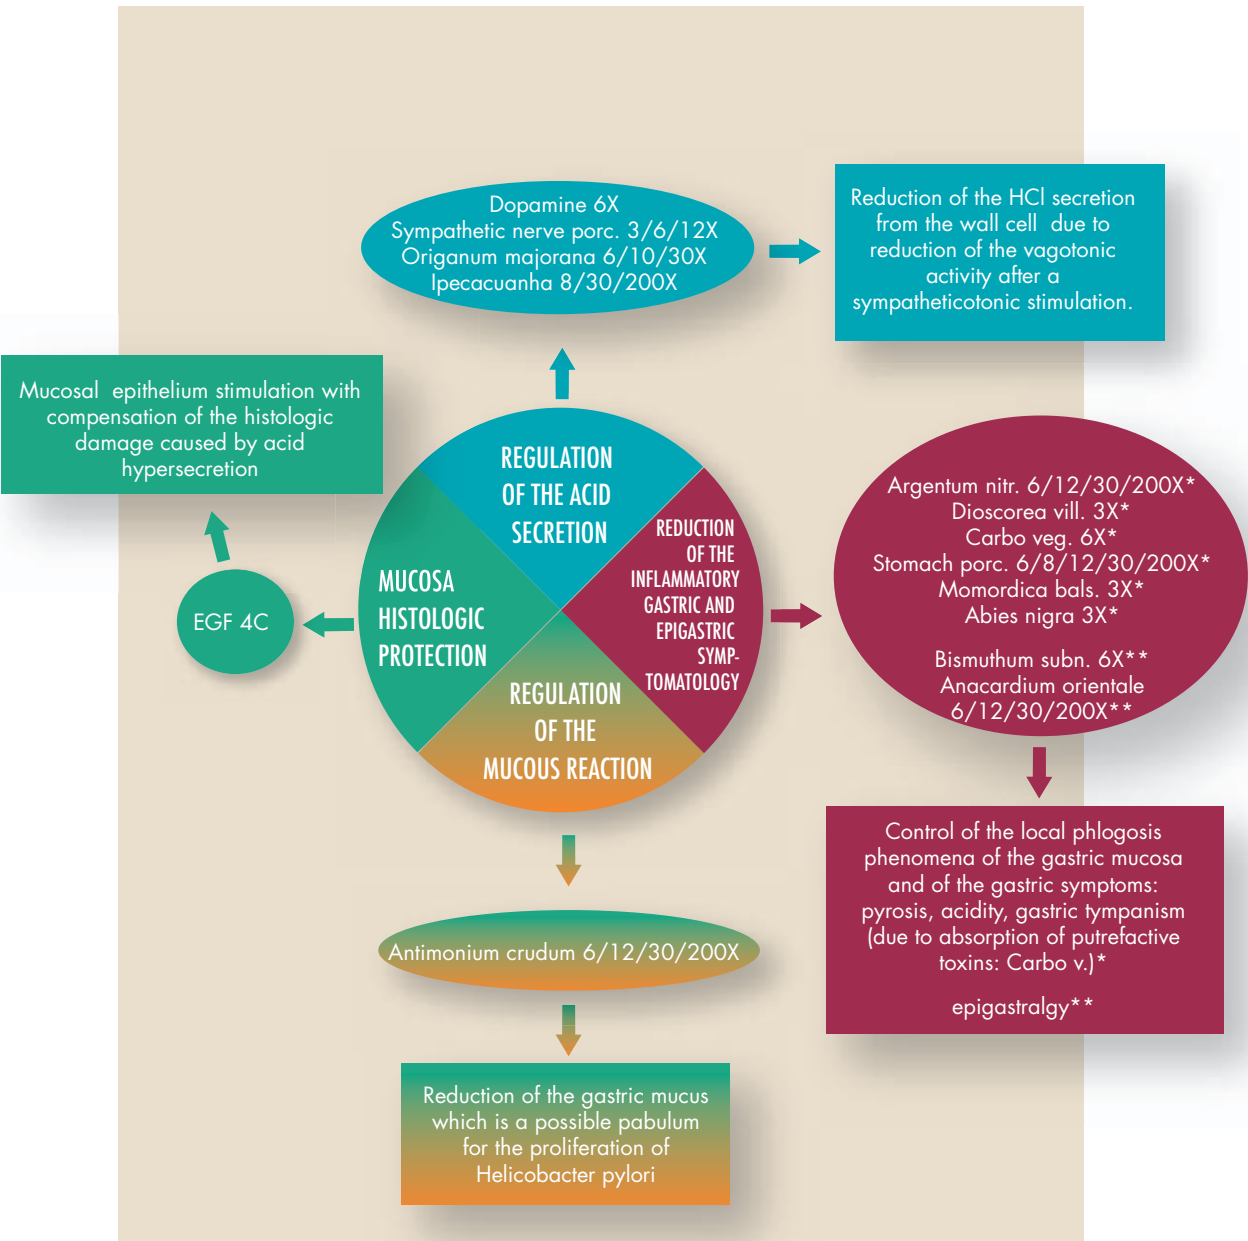 Dopamine 6X
Sympathetic nerve porc. 3/6/12X
Origanum majorana 6/10/30X
Ipecacuanha 8/30/200X
Reduction of the HCl secretion
from the wall cell due to
reduction of the vagotonic
activity after a
sympatheticotonic stimulation.
Mucosal epithelium stimulation with
compensation of the histologic
damage caused by acid
hypersecretion
REGULATION
OF THE ACID
SECRETION
REDUCTION
OF THE
INFLAMMATORY
GASTRIC AND
EPIGASTRIC
SYMP-
TOMATOLOGY
MUCOSA
HISTOLOGIC
PROTECTION
REGULATION
OF THE
MUCOUS REACTION
EGF 4C
Argentum nitr. 6/12/30/200X*
Dioscorea vill. 3X*
Carbo veg. 6X*
Stomach porc. 6/8/12/30/200X*
Momordica bals. 3X*
Abies nigra 3X*
Bismuthum subn. 6X**
Anacardium orientale
6/12/30/200X**
Control of the local phlogosis
phenomena of the gastric mucosa
and of the gastric symptoms:
pyrosis, acidity, gastric tympanism
(due to absorption of putrefactive
toxins: Carbo v.)*
epigastralgy**
Antimonium crudum 6/12/30/200X
Reduction of the gastric mucus
which is a possible pabulum
for the proliferation of
Helicobacter pylori